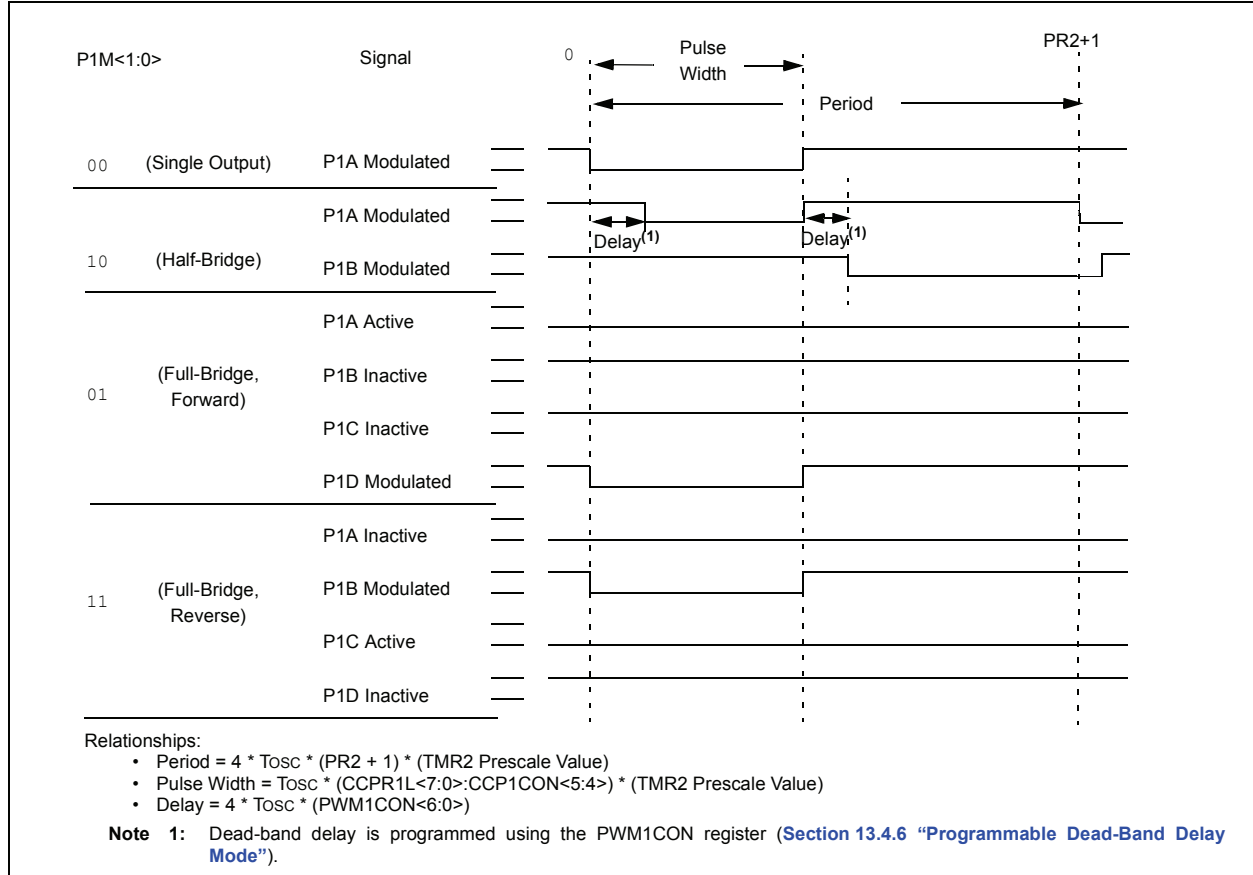 P1M<1:0> Signal 0 Pulse Width PR2+1
Period
00 (Single Output) P1A Modulated
P1A Modulated
Delay(1) Delay(1)
10 (Half-Bridge) P1B Modulated
P1A Active
01 (Full-Bridge, Forward) P1B Inactive
P1C Inactive
P1D Modulated
P1A Inactive
11 (Full-Bridge, Reverse) P1B Modulated
P1C Active
P1D Inactive
Relationships:
• Period = 4 * Tosc * (PR2 + 1) * (TMR2 Prescale Value)
• Pulse Width = Tosc * (CCPR1L<7:0>:CCP1CON<5:4>) * (TMR2 Prescale Value)
• Delay = 4 * Tosc * (PWM1CON<6:0>)
Note 1: Dead-band delay is programmed using the PWM1CON register (Section 13.4.6 “Programmable Dead-Band Delay
Mode”).